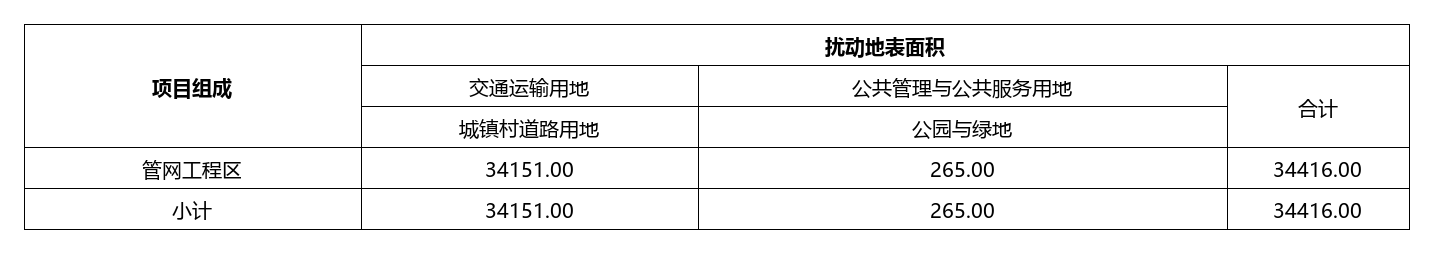 扰动地表面积
项目组成
交通运输用地 公共管理与公共服务用地
合计
城镇村道路用地 公园与绿地
管网工程区 34151.00 265.00 34416.00
小计 34151.00 265.00 34416.00